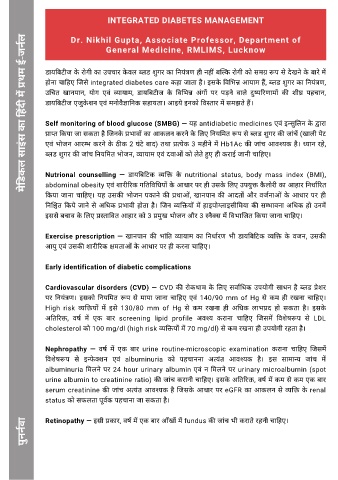 INTEGRATED DIABETES MANAGEMENT
Dr. Nikhil Gupta, Associate Professor, Department of
General Medicine, RMLIMS, Lucknow
डायबिटीज के रोगी का उपचार केवल ब्लड शुगर का नियंत्रण ही नहीं बल्कि रोगी को समग्र रूप से देखने के बारे में
होना चाहिए जिसे integrated diabetes care कहा जाता है। इसके विभिन्न आयाम हैं, ब्लड शुगर का नियंत्रण,
उचित खानपान, योग एवं व्यायाम, डायबिटीज के विभिन्न अंगों पर पड़ने वाले दुष्परिणामों की शीघ्र पहचान,
डायबिटीज एजुकेशन एवं मनोवैज्ञानिक सहायता। आइये इनको विस्तार में समझते हैं।
Self monitoring of blood glucose (SMBG) — यह antidiabetic medicines एवं इन्सुलिन के द्वारा
प्राप्त किया जा सकता है जिनके प्रभावों का आकलन करने के लिए नियमित रूप से ब्लड शुगर की जांचें (खाली पेट
एवं भोजन आरम्भ करने के ठीक 2 घंटे बाद) तथा प्रत्येक 3 महीने में Hb1Ac की जांच आवश्यक है। ध्यान रहे,
ब्लड शुगर की जांच नियमित भोजन, व्यायाम एवं दवाओं को लेते हुए ही कराई जानी चाहिए।
Nutrional counselling — डायबिटिक व्यक्ति के nutritional status, body mass index (BMI),
abdominal obesity एवं शारीरिक गतिविधियों के आधार पर ही उसके लिए उपयुक्त कैलोरी का आहार निर्धारित
किया जाना चाहिए। यह उसकी भोजन पकाने की प्रथाओं, खानपान की आदतों और वर्जनाओं के आधार पर ही
निश्चित किये जाने से अधिक प्रभावी होता है। जिन व्यक्तियों में हाइपोग्लाइसीमिया की सम्भावना अधिक हो उनमें
इससे बचाव के लिए प्रस्तावित आहार को 3 प्रमुख भोजन और 3 स्नैक्स में विभाजित किया जाना चाहिए।
Exercise prescription — खानपान की भांति व्यायाम का निर्धारण भी डायबिटिक व्यक्ति के वजन, उसकी
आयु एवं उसकी शारीरिक क्षमताओं के आधार पर ही करना चाहिए।
Early identification of diabetic complications
Cardiovascular disorders (CVD) — CVD की रोकथाम के लिए सर्वाधिक उपयोगी साधन है ब्लड प्रेशर
पर नियंत्रण। इसको नियमित रूप से मापा जाना चाहिए एवं 140/90 mm of Hg से कम ही रखना चाहिए।
High risk व्यक्तियों में इसे 130/80 mm of Hg से कम रखना ही अधिक लाभप्रद हो सकता है। इसके
अतिरिक्त, वर्ष में एक बार screening lipid profile अवश्य कराना चाहिए जिसमें विशेषरूप से LDL
cholesterol को 100 mg/dl (high risk व्यक्तियों में 70 mg/dl) से कम रखना ही उपयोगी रहता है।
Nephropathy — वर्ष में एक बार urine routine-microscopic examination कराना चाहिए जिसमें
विशेषरूप से इन्फेक्शन एवं albuminuria को पहचानना अत्यंत आवश्यक है। इस सामान्य जांच में
albuminuria मिलने पर 24 hour urinary albumin एवं न मिलने पर urinary microalbumin (spot
urine albumin to creatinine ratio) की जांच करानी चाहिए। इसके अतिरिक्त, वर्ष में कम से कम एक बार
serum creatinine की जांच अत्यंत आवश्यक है जिसके आधार पर eGFR का आकलन से व्यक्ति के renal
status को सफलता पूर्वक पहचाना जा सकता है।
Retinopathy — इसी प्रकार, वर्ष में एक बार आँखों में fundus की जांच भी कराते रहनी चाहिए।
मेडिकल साइंस का हिंदी में प्रथम ई-जर्नल
पुनर्नवा